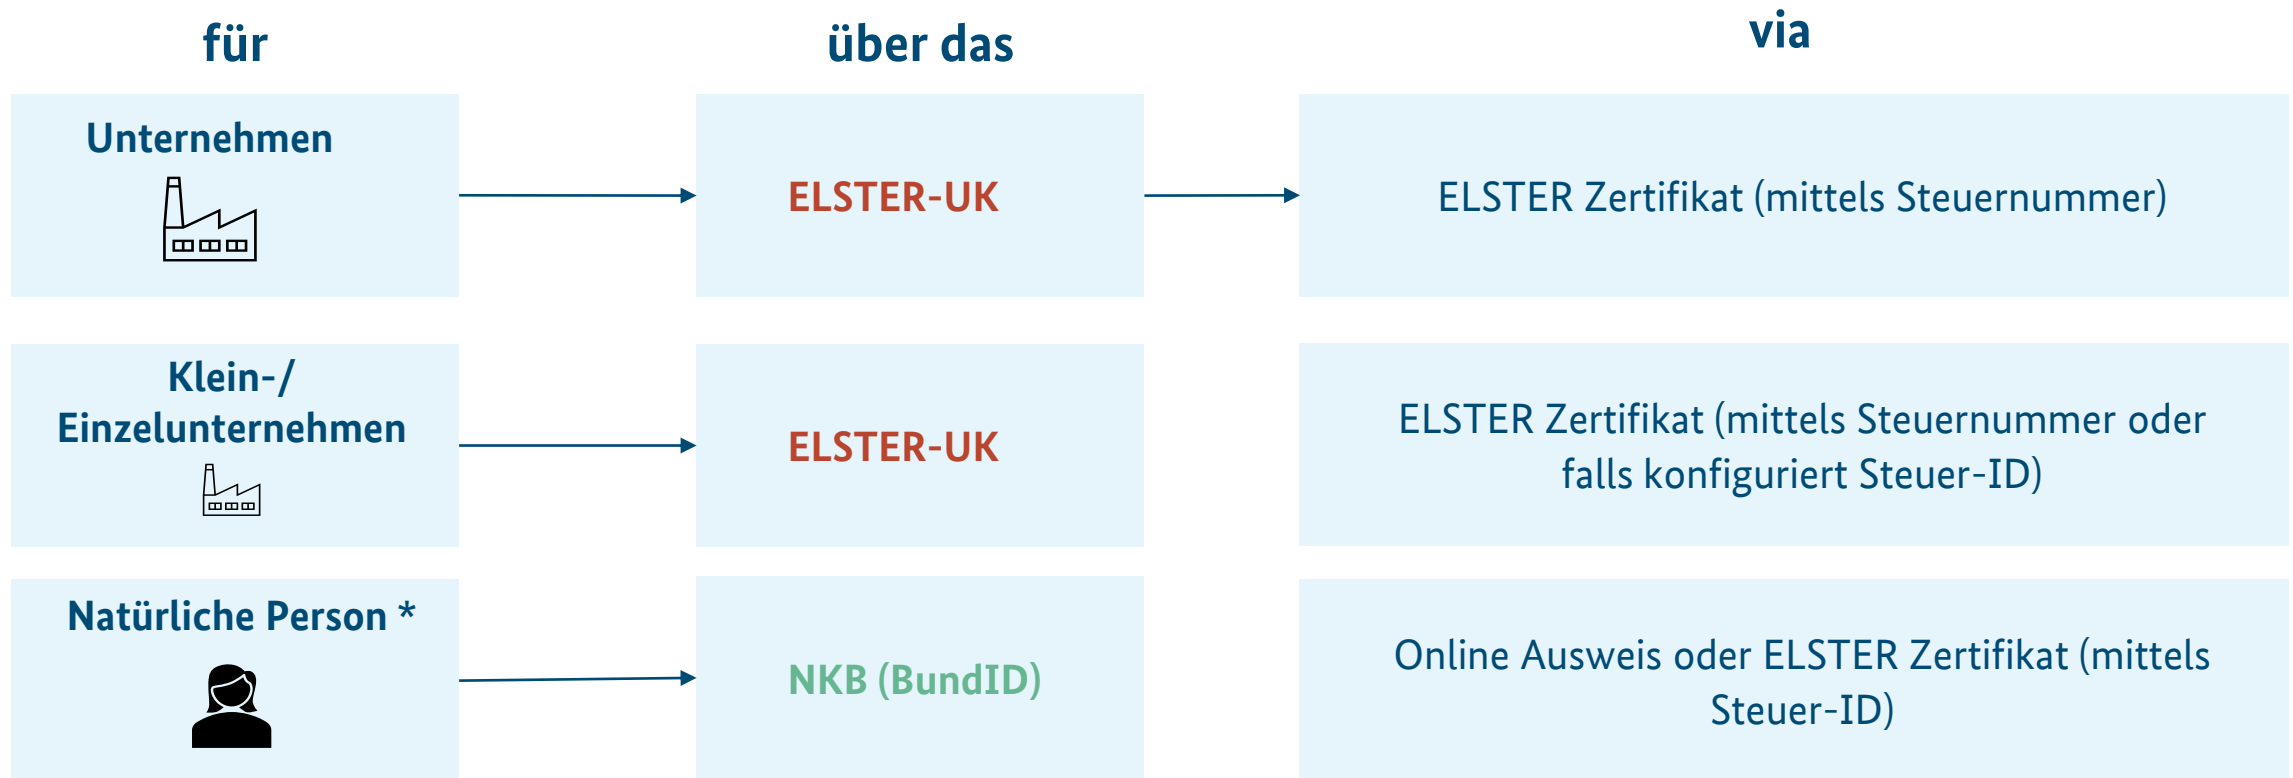 für
über das
via
Unternehmen
ELSTER-UK
ELSTER Zertifikat (mittels Steuernummer)
Klein-/
Einzelunternehmen
ELSTER-UK
ELSTER Zertifikat (mittels Steuernummer oder
falls konfiguriert Steuer-ID)
Natürliche Person *
NKB (BundID)
Online Ausweis oder ELSTER Zertifikat (mittels
Steuer-ID)